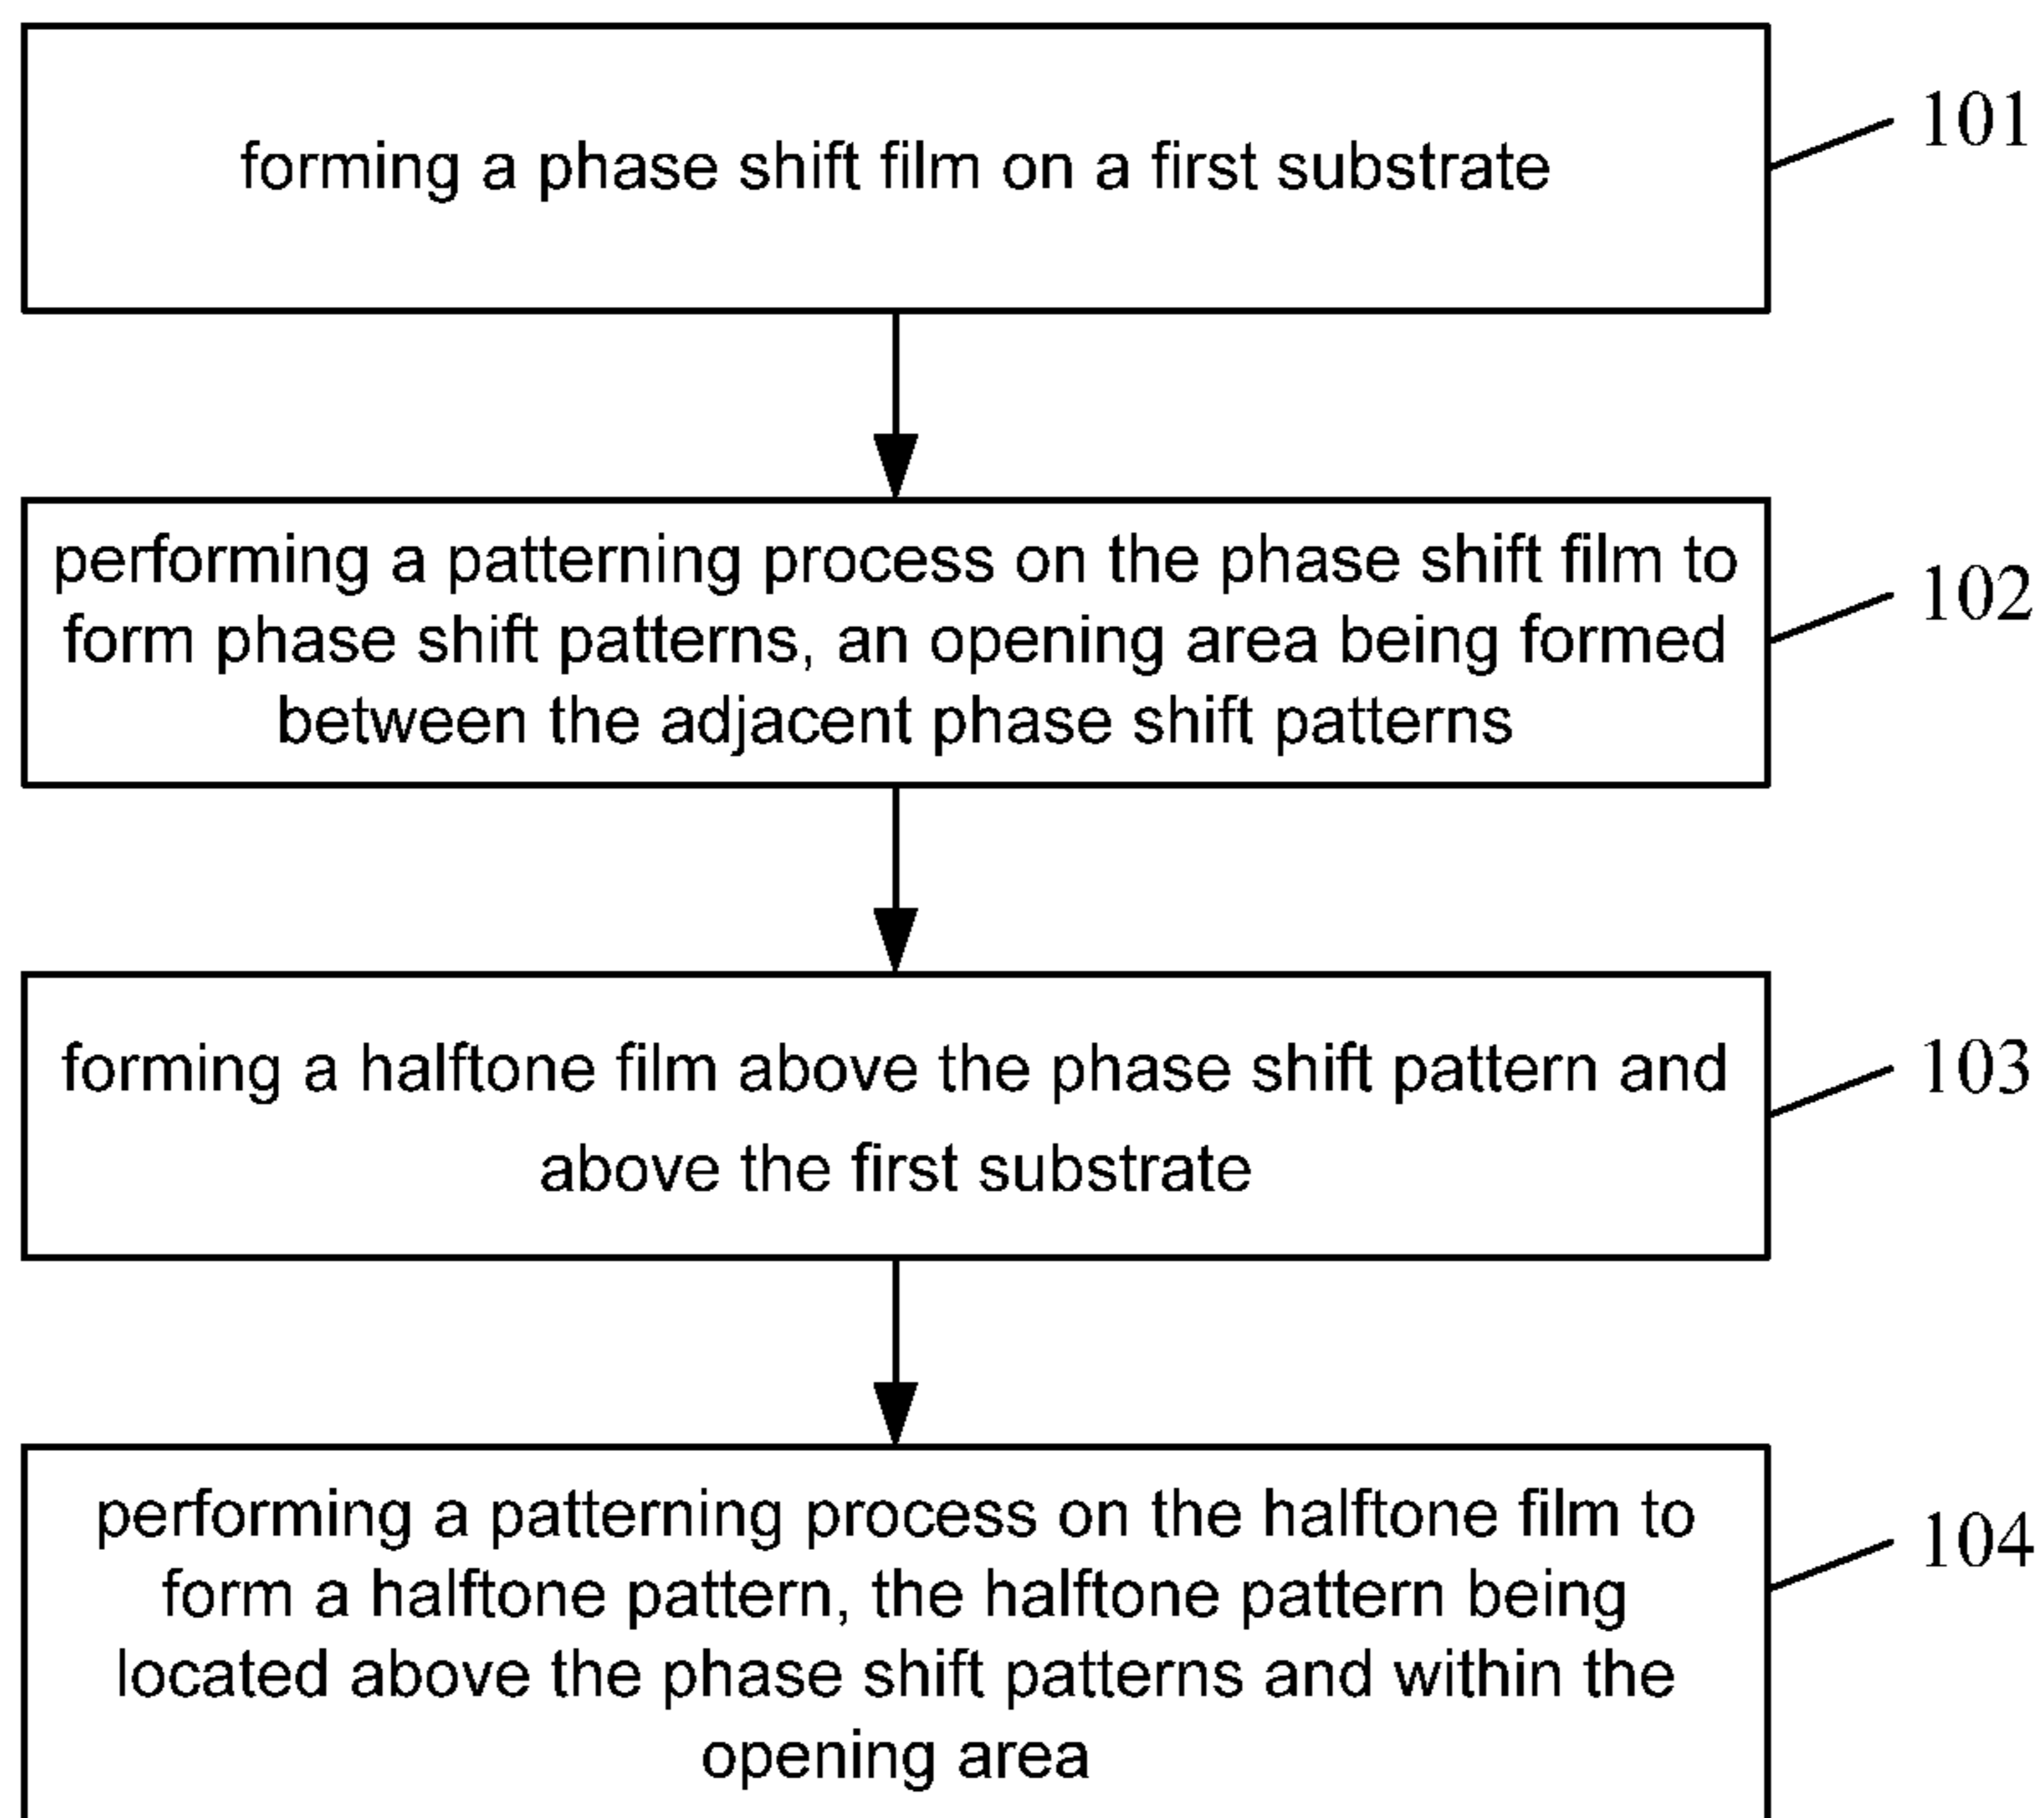 forming a phase shift film on a first substrate
101
performing a patterning process on the phase shift film to
form phase shift patterns, an opening area being formed
between the adjacent phase shift patterns
102
forming a halftone film above the phase shift pattern and
above the first substrate
103
performing a patterning process on the halftone film to
form a halftone pattern, the halftone pattern being
located above the phase shift patterns and within the
opening area
104